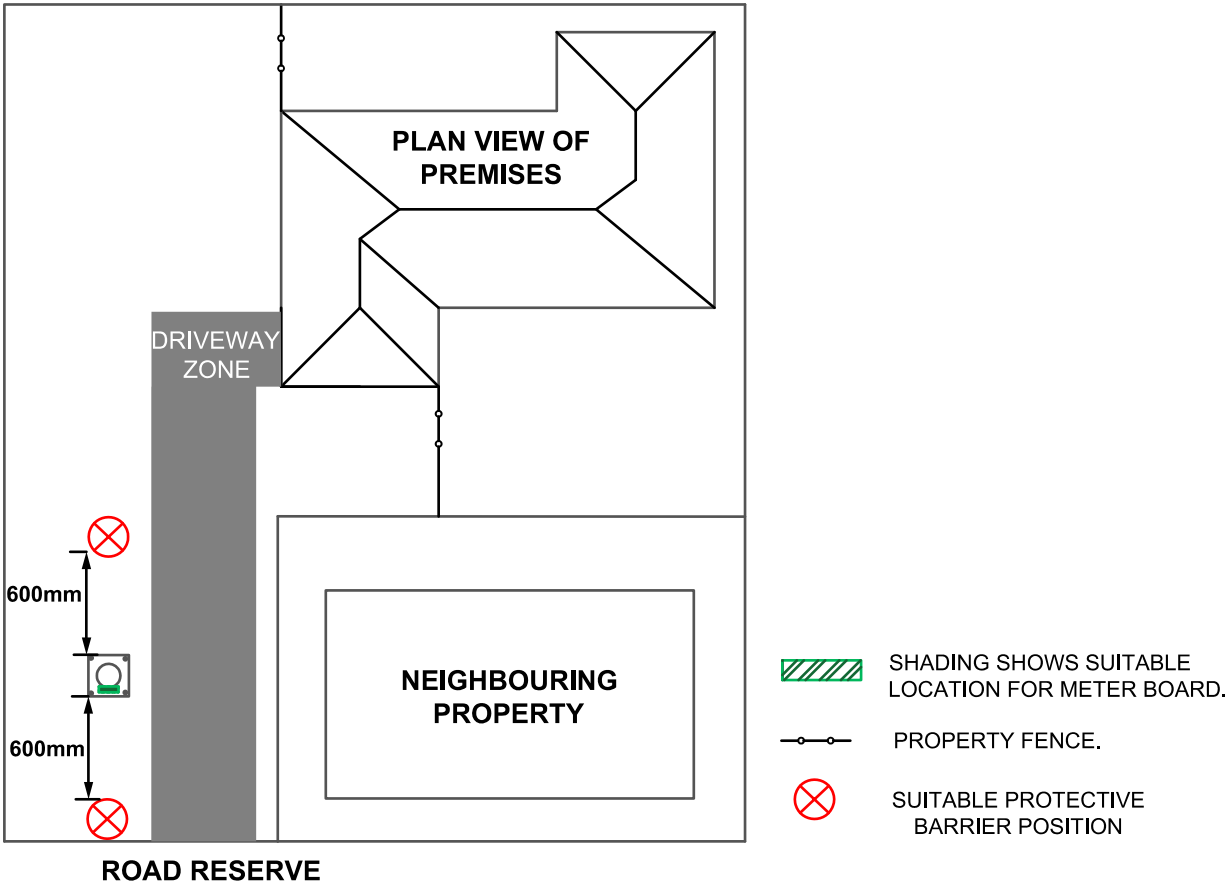 PLAN VIEW OF
PREMISES
DRIVEWAY
ZONE
600mm
600mm
NEIGHBOURING
PROPERTY
SHADING SHOWS SUITABLE
LOCATION FOR METER BOARD.
PROPERTY FENCE.
SUITABLE PROTECTIVE
BARRIER POSITION
ROAD RESERVE